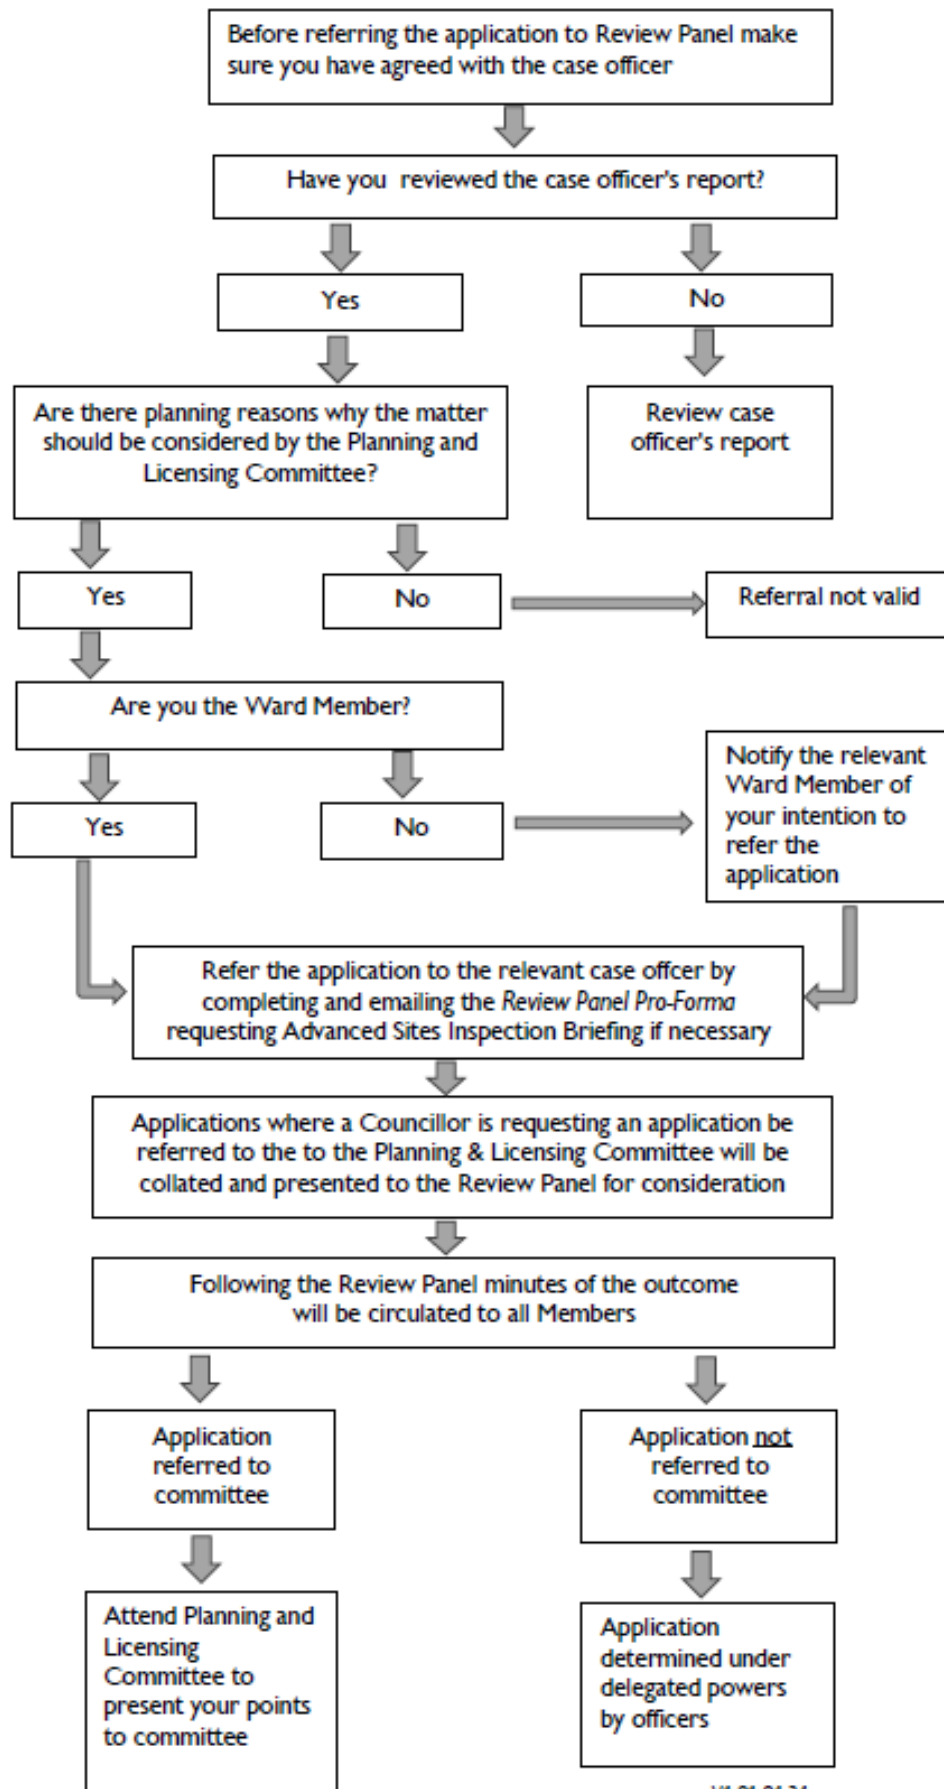 Before referring the application to Review Panel make
sure you have agreed with the case officer
Have you reviewed the case officer's report?
Yes
No
Are there planning reasons why the matter
should be considered by the Planning and
Licensing Committee?
Review case
officer's report
Yes
No
Referral not valid
Are you the Ward Member?
Notify the relevant
Ward Member of
your intention to
refer the
application
Yes
No
Refer the application to the relevant case offcer by
completing and emailing the Review Panel Pro-Forma
requesting Advanced Sites Inspection Briefing if necessary
Applications where a Councillor is requesting an application be
referred to the to the Planning & Licensing Committee will be
collated and presented to the Review Panel for consideration
Following the Review Panel minutes of the outcome
will be circulated to all Members
Application
referred to
committee
Application not
referred to
committee
Attend Planning and
Licensing
Committee to
present your points
to committee
Application
determined under
delegated powers
by officers